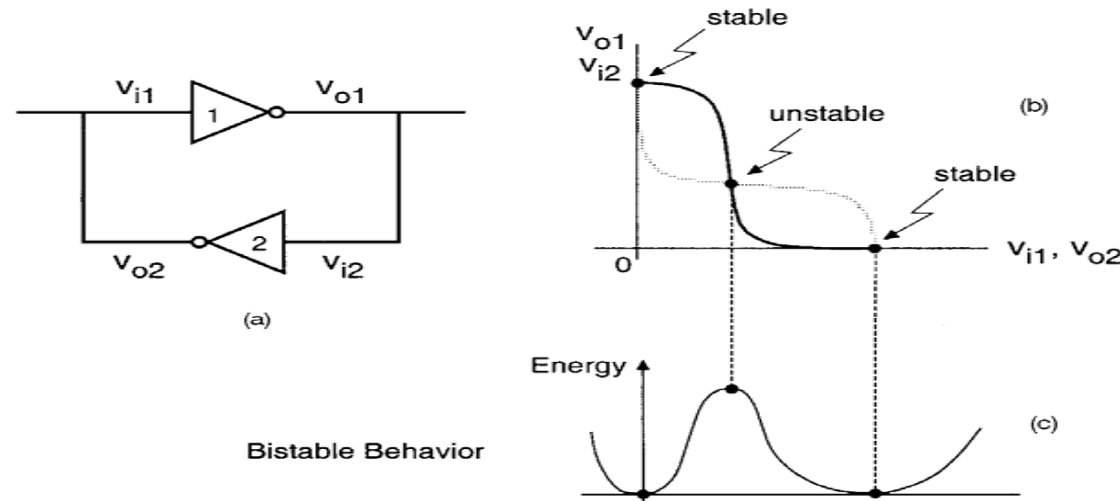 v_i1
v_o1
1
2
v_o2
v_i2
(a)
v_o1
v_i2
stable
unstable
stable
(b)
0
v_i1, v_o2
Energy
(c)
Bistable Behavior